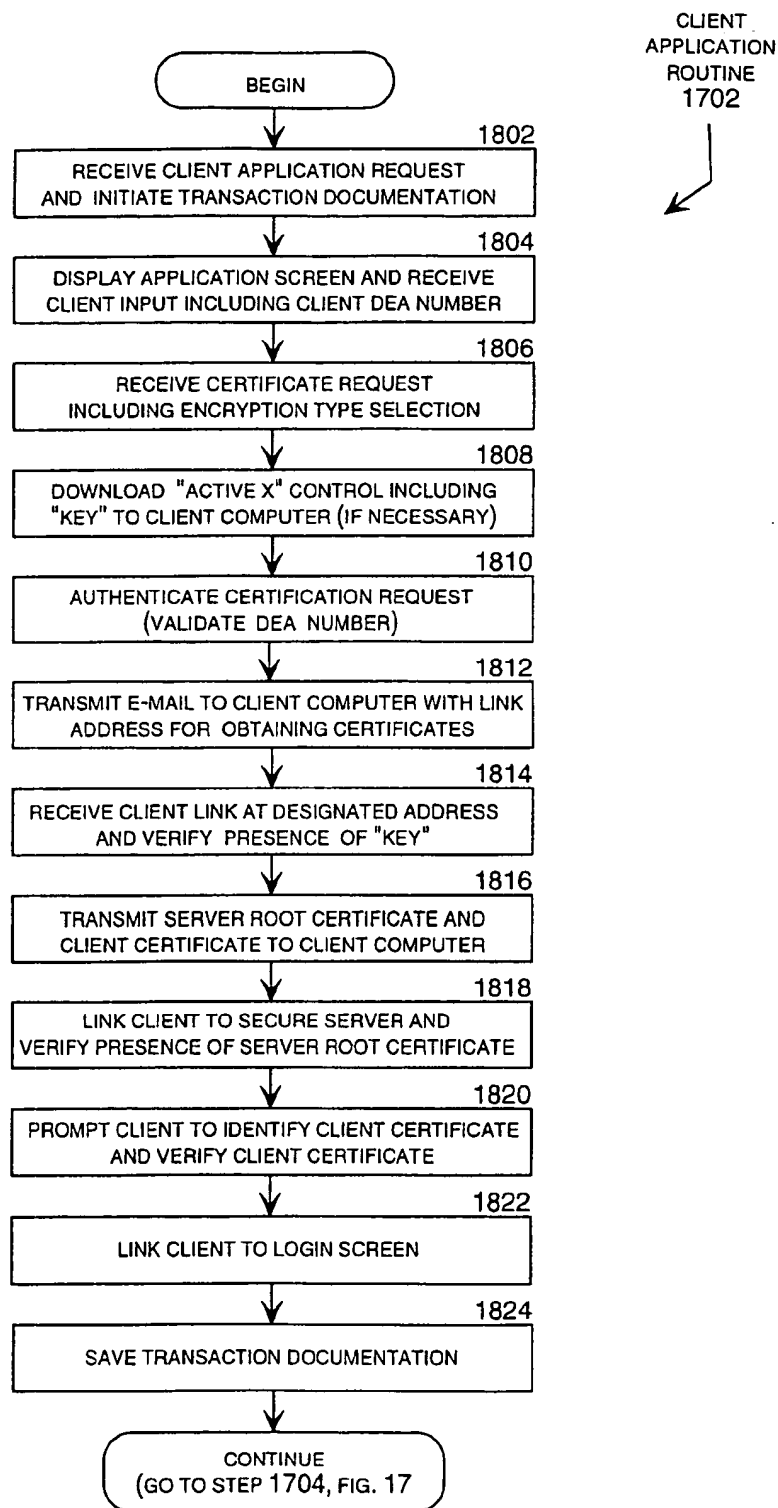 CLIENT
APPLICATION
ROUTINE
1702
BEGIN
1802
RECEIVE CLIENT APPLICATION REQUEST
AND INITIATE TRANSACTION DOCUMENTATION
1804
DISPLAY APPLICATION SCREEN AND RECEIVE
CLIENT INPUT INCLUDING CLIENT DEA NUMBER
1806
RECEIVE CERTIFICATE REQUEST
INCLUDING ENCRYPTION TYPE SELECTION
1808
DOWNLOAD "ACTIVE X" CONTROL INCLUDING
"KEY" TO CLIENT COMPUTER (IF NECESSARY)
1810
AUTHENTICATE CERTIFICATION REQUEST
(VALIDATE DEA NUMBER)
1812
TRANSMIT E-MAIL TO CLIENT COMPUTER WITH LINK
ADDRESS FOR OBTAINING CERTIFICATES
1814
RECEIVE CLIENT LINK AT DESIGNATED ADDRESS
AND VERIFY PRESENCE OF "KEY"
1816
TRANSMIT SERVER ROOT CERTIFICATE AND
CLIENT CERTIFICATE TO CLIENT COMPUTER
1818
LINK CLIENT TO SECURE SERVER AND
VERIFY PRESENCE OF SERVER ROOT CERTIFICATE
1820
PROMPT CLIENT TO IDENTIFY CLIENT CERTIFICATE
AND VERIFY CLIENT CERTIFICATE
1822
LINK CLIENT TO LOGIN SCREEN
1824
SAVE TRANSACTION DOCUMENTATION
CONTINUE
(GO TO STEP 1704, FIG. 17